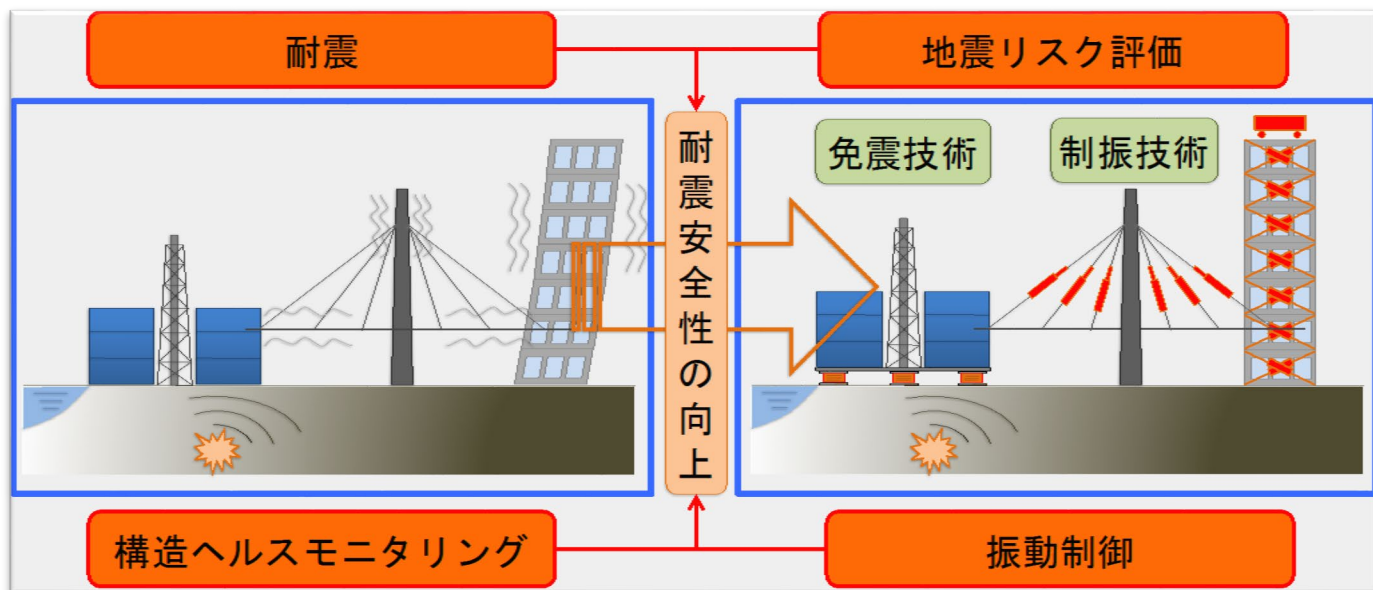 耐震
地震リスク評価
耐震安全性の向上
免震技術
制振技術
構造ヘルスモニタリング
振動制御